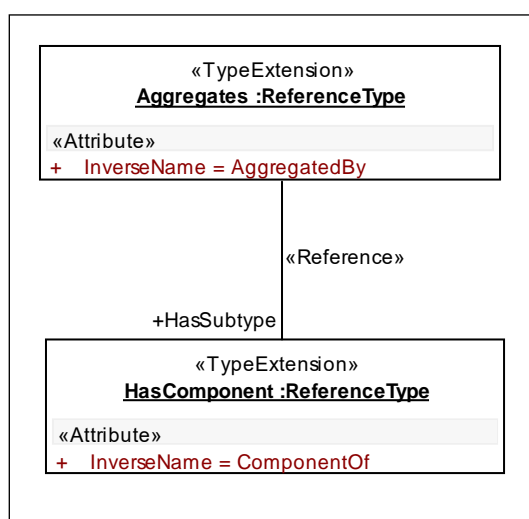 «TypeExtension»
Aggregates :ReferenceType
«Attribute»
+ InverseName = AggregatedBy
«Reference»
+HasSubtype
«TypeExtension»
HasComponent :ReferenceType
«Attribute»
+ InverseName = ComponentOf